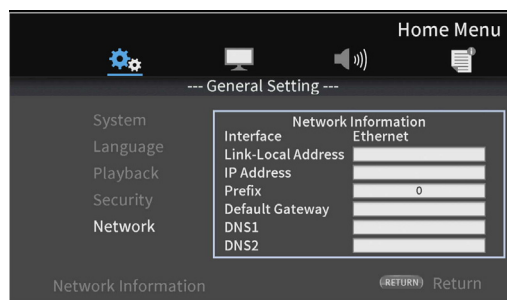 Home Menu
--- General Setting ---
System
Language
Playback
Security
Network
Network Information
Interface Ethernet
Link-Local Address
IP Address
Prefix 0
Default Gateway
DNS1
DNS2
Network Information
RETURN Return